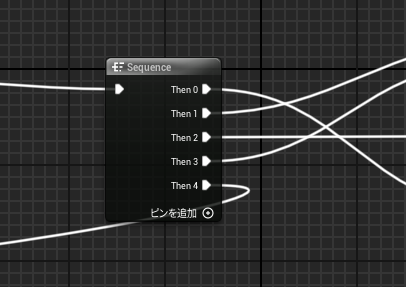 Sequence
Then 0
Then 1
Then 2
Then 3
Then 4
ピンを追加